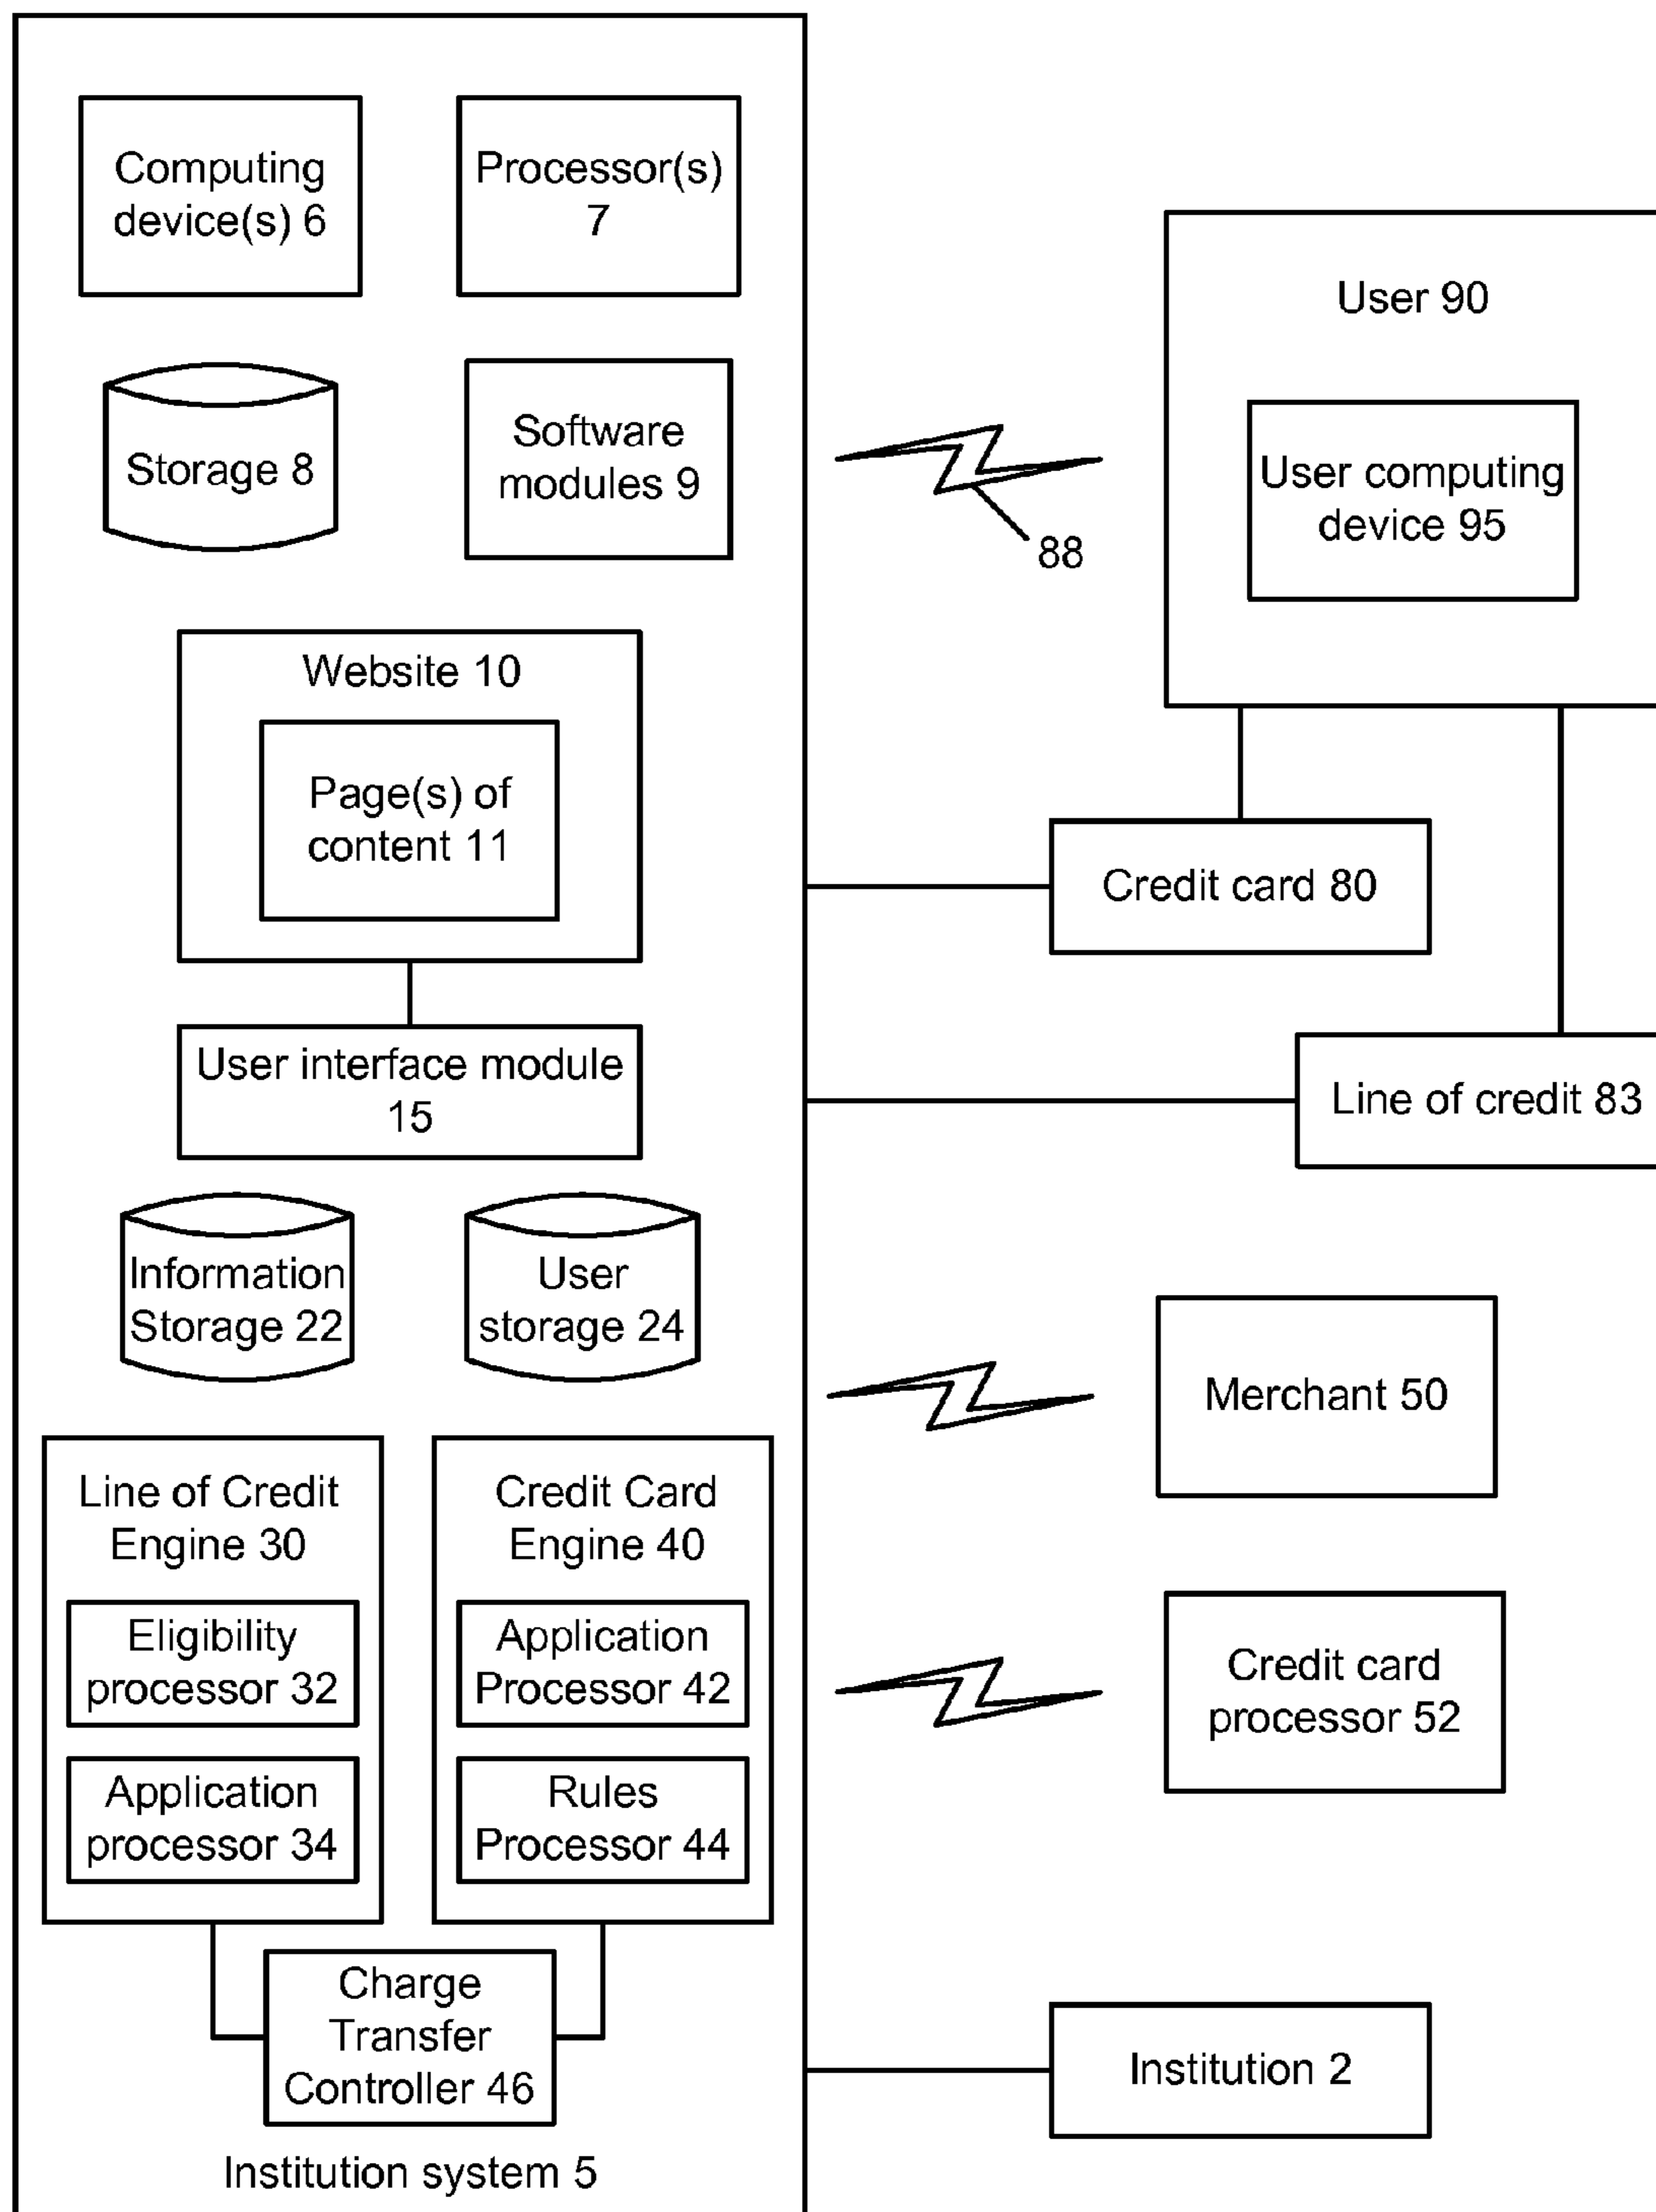 Computing
device(s) 6
Processor(s)
7
Storage 8
Software
modules 9
88
User 90
User computing
device 95
Website 10
Page(s) of
content 11
Credit card 80
User interface module
15
Line of credit 83
Information
Storage 22
User
storage 24
Merchant 50
Line of Credit
Engine 30
Eligibility
processor 32
Application
processor 34
Credit Card
Engine 40
Application
Processor 42
Rules
Processor 44
Credit card
processor 52
Charge
Transfer
Controller 46
Institution 2
Institution system 5